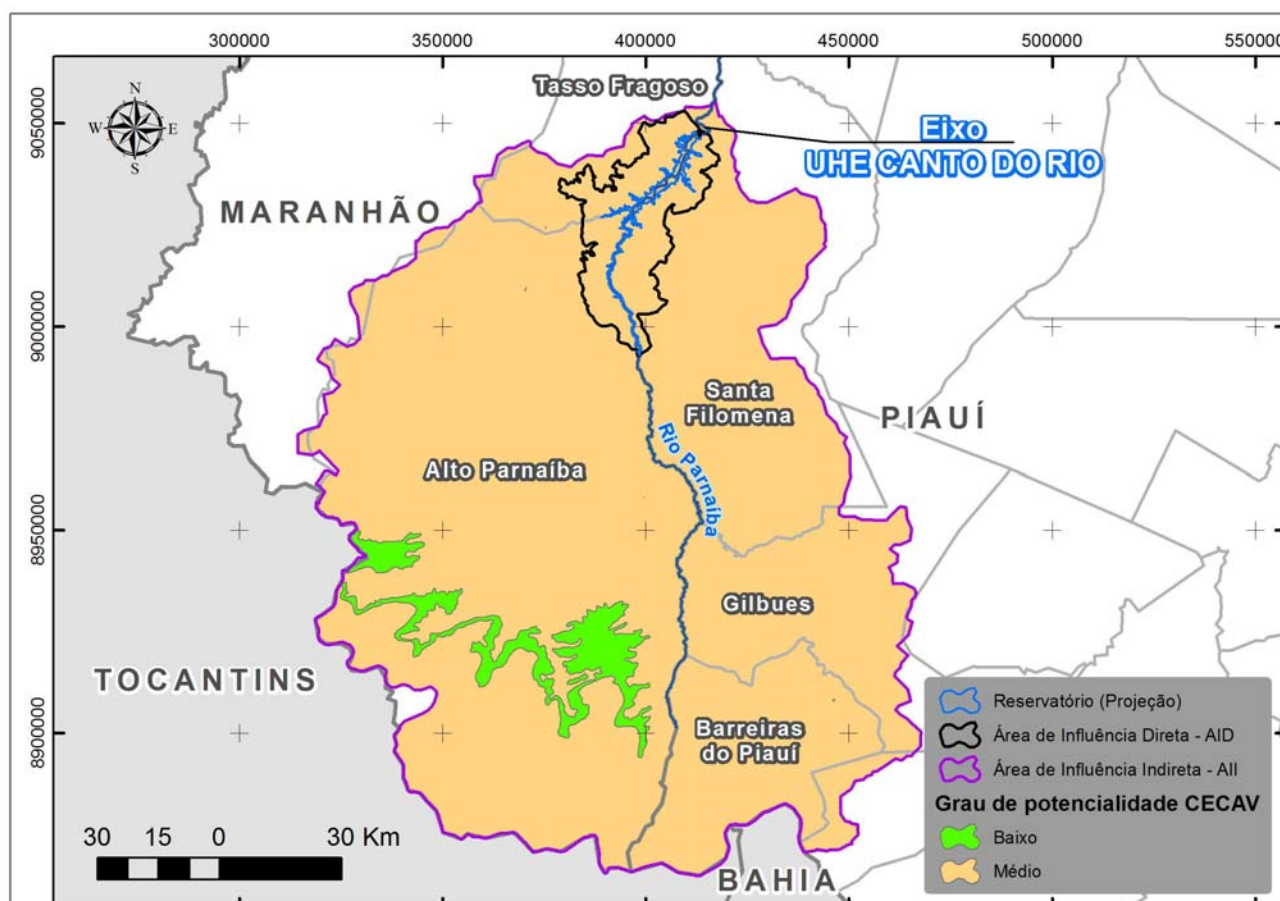 300000 350000 400000 450000 500000 550000
Tasso Fragoso
N
W E
S
9050000
Eixo
UHE CANTO DO RIO
MARANHÃO
9000000
Santa
Filomena
PIAUÍ
Rio Parnaíba
Alto Parnaíba
8950000
Gilbues
TOCANTINS
Barreiras
do Piauí
8900000
30 15 0 30 Km
BAHIA
Reservatório (Projeção)
Área de Influência Direta - AID
Área de Influência Indireta - AII
Grau de potencialidade CECAV
Baixo
Médio